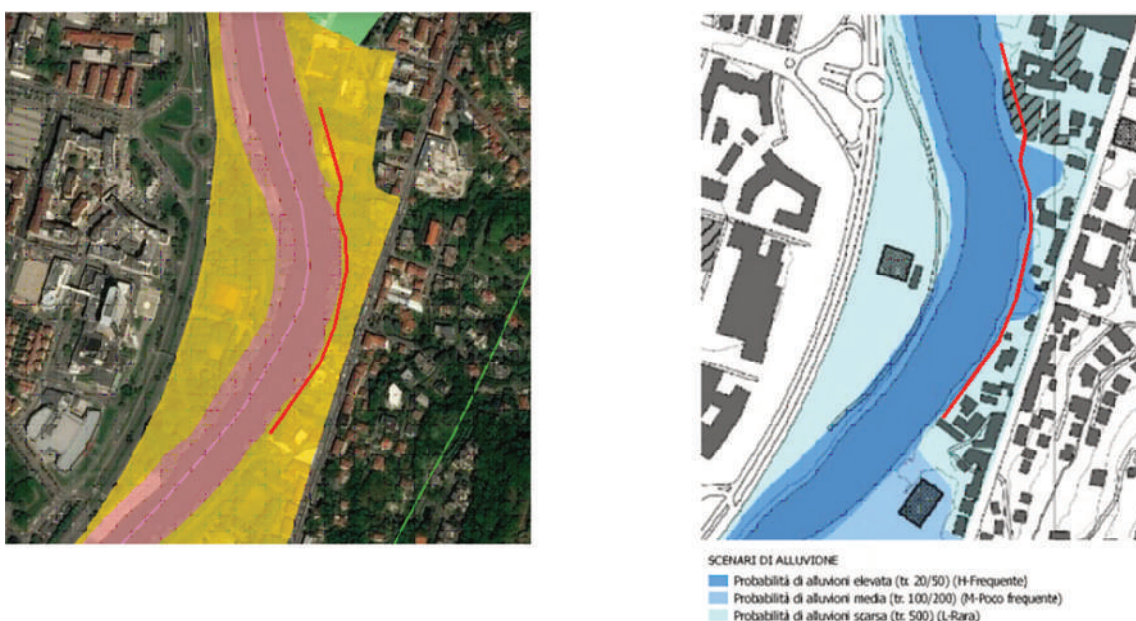 SCENARI DI ALLUVIONE
Probabilità di alluvioni elevata (tr. 20/50) (H-Frequente)
Probabilità di alluvioni media (tr. 100/200) (M-Poco frequente)
Probabilità di alluvioni scarsa (tr. 500) (L-Rara)